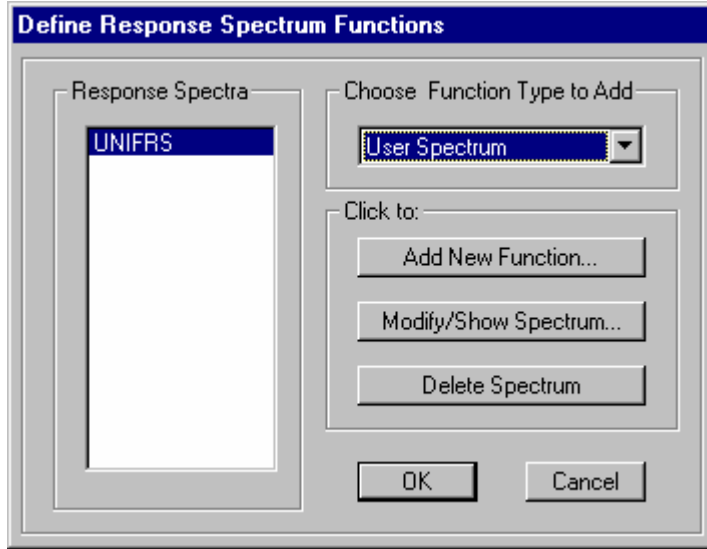 Define Response Spectrum Functions
Response Spectra
UNIFRS
Choose Function Type to Add
User Spectrum
Click to:
Add New Function...
Modify/Show Spectrum...
Delete Spectrum
OK
Cancel